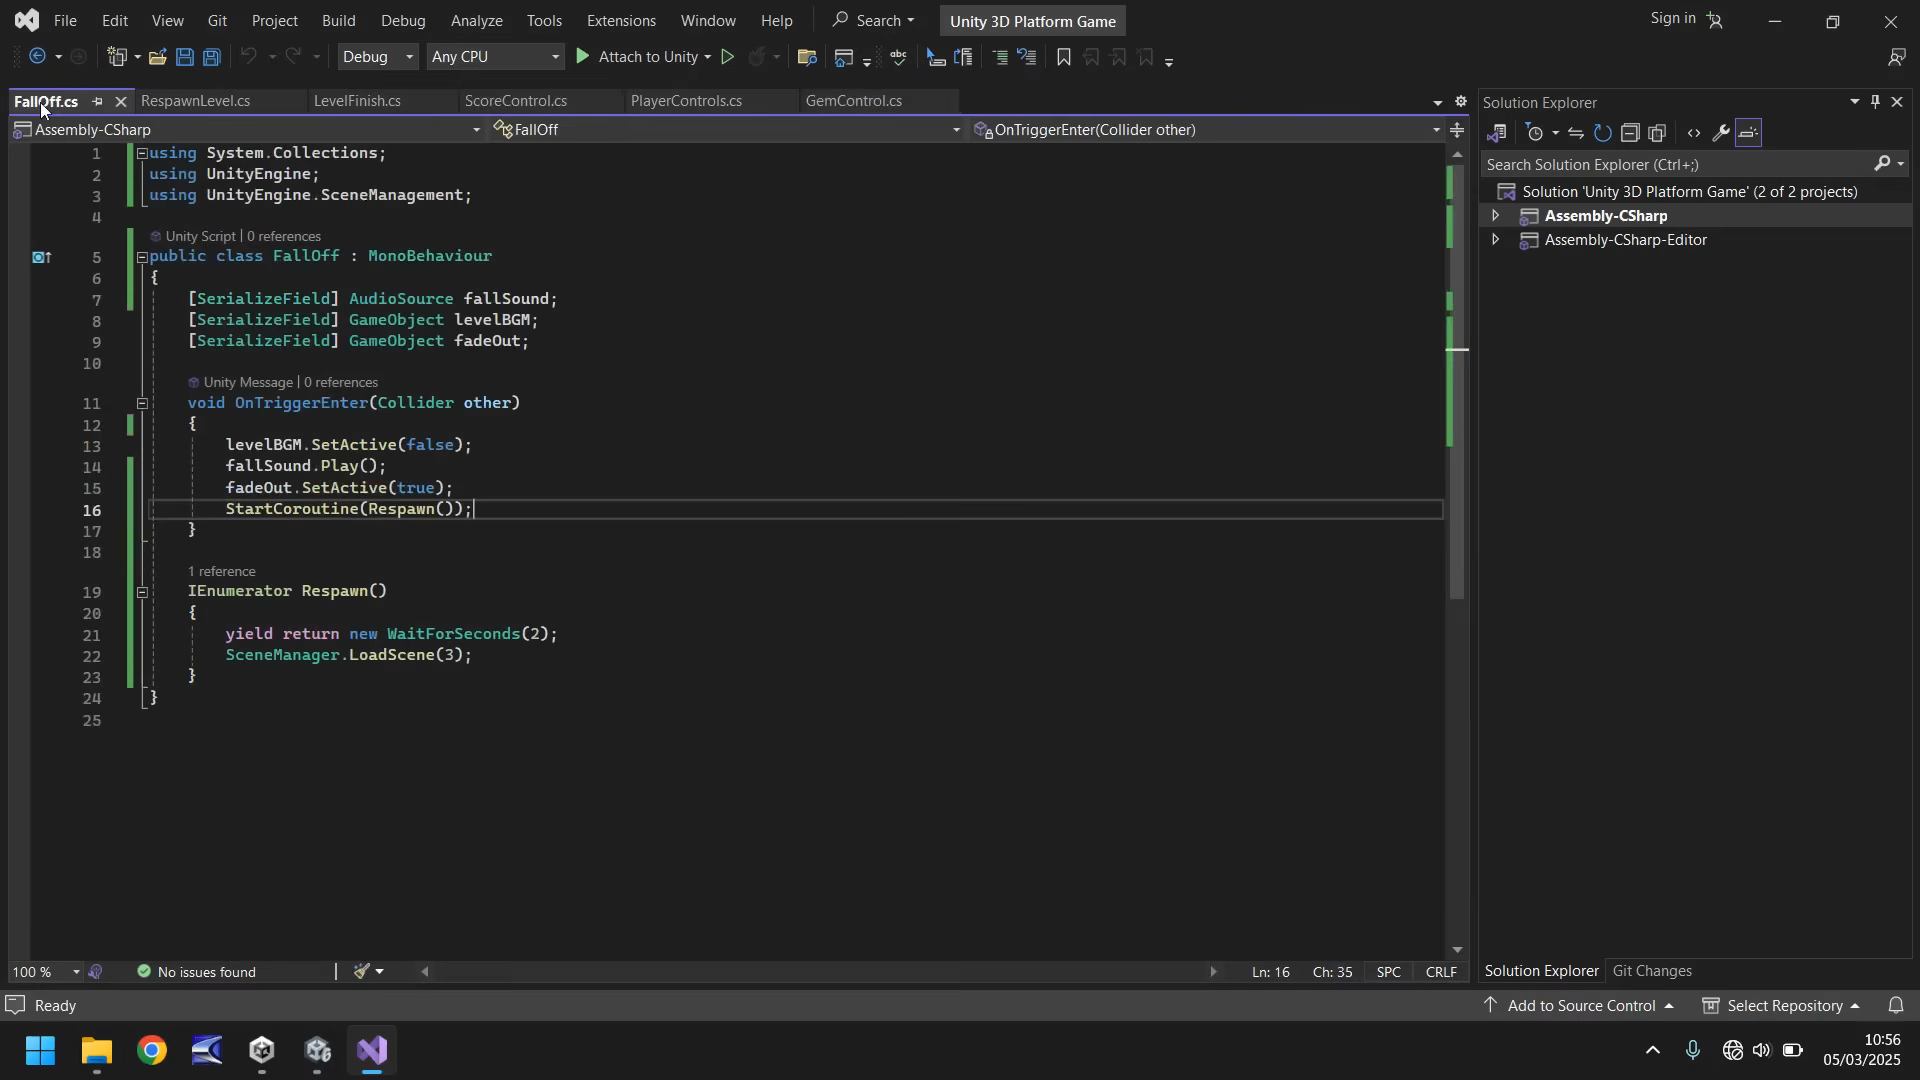 File Edit View Git Project Build Debug Analyze Tools Extensions Window Help Search Unity 3D Platform Game Sign in
Debug Any CPU Attach to Unity abc
FallOff.cs RespawnLevel.cs LevelFinish.cs ScoreControl.cs PlayerControls.cs GemControl.cs
Assembly-CSharp FallOff OnTriggerEnter(Collider other)
1 using System.Collections;
2 using UnityEngine;
3 using UnityEngine.SceneManagement;
4
Unity Script | 0 references
5 public class FallOff : MonoBehaviour
6 {
7 [SerializeField] AudioSource fallSound;
8 [SerializeField] GameObject levelBGM;
9 [SerializeField] GameObject fadeOut;
10
Unity Message | 0 references
11 void OnTriggerEnter(Collider other)
12 {
13 levelBGM.SetActive(false);
14 fallSound.Play();
15 fadeOut.SetActive(true);
16 StartCoroutine(Respawn());
17 }
18
1 reference
19 IEnumerator Respawn()
20 {
21 yield return new WaitForSeconds(2);
22 SceneManager.LoadScene(3);
23 }
24 }
25
100 % No issues found Ln: 16 Ch: 35 SPC CRLF
Solution Explorer
Search Solution Explorer (Ctrl+;)
Solution 'Unity 3D Platform Game' (2 of 2 projects)
Assembly-CSharp
Assembly-CSharp-Editor
Solution Explorer Git Changes
Ready Add to Source Control Select Repository
10:56
05/03/2025